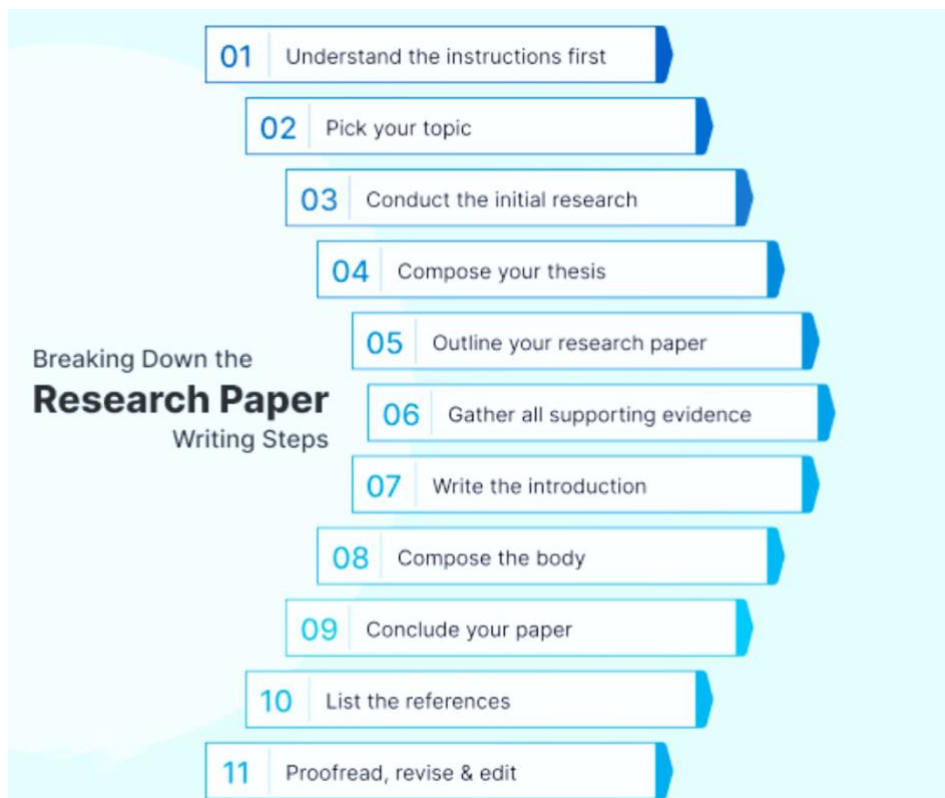 01 Understand the instructions first
02 Pick your topic
03 Conduct the initial research
04 Compose your thesis
05 Outline your research paper
Breaking Down the
Research Paper
Writing Steps
06 Gather all supporting evidence
07 Write the introduction
08 Compose the body
09 Conclude your paper
10 List the references
11 Proofread, revise & edit